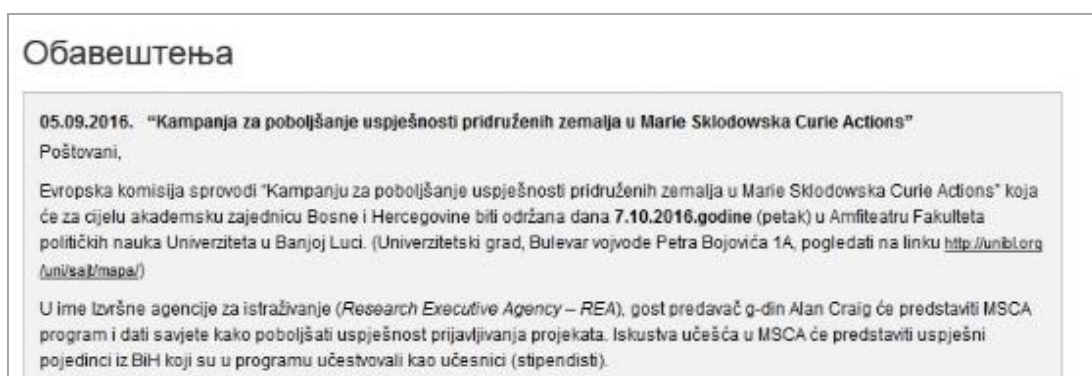 Обавештења
05.09.2016. “Kampanja za poboljšanje uspješnosti pridruženih zemalja u Marie Sklodowska Curie Actions”
Poštovani,
Evropska komisija sprovodi “Kampanju za poboljšanje uspješnosti pridruženih zemalja u Marie Sklodowska Curie Actions” koja
će za cijelu akademsku zajednicu Bosne i Hercegovine biti održana dana 7.10.2016.godine (petak) u Amfiteatru Fakulteta
političkih nauka Univerziteta u Banjoj Luci. (Univerzitetski grad, Bulevar vojvode Petra Bojovića 1A, pogledati na linku http://unibl.org
/uni/sajt/mapa/)
U ime Izvršne agencije za istraživanje (Research Executive Agency – REA), gost predavač g-din Alan Craig će predstaviti MSCA
program i dati savjete kako poboljšati uspješnost prijavljivanja projekata. Iskustva učešća u MSCA će predstaviti uspješni
pojedinci iz BiH koji su u programu učestvovali kao učesnici (stipendisti).